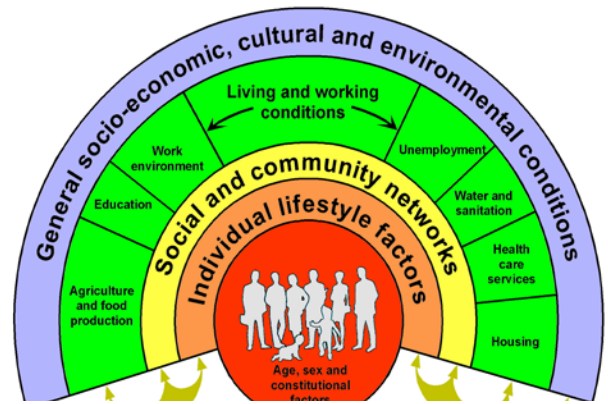 General socio-economic, cultural and environmental conditions
Living and working
conditions
Work
environment
Unemployment
Education
Water and
sanitation
Social and community networks
Individual lifestyle factors
Health
care
services
Agriculture
and food
production
Housing
Age, sex and
constitutional
factors